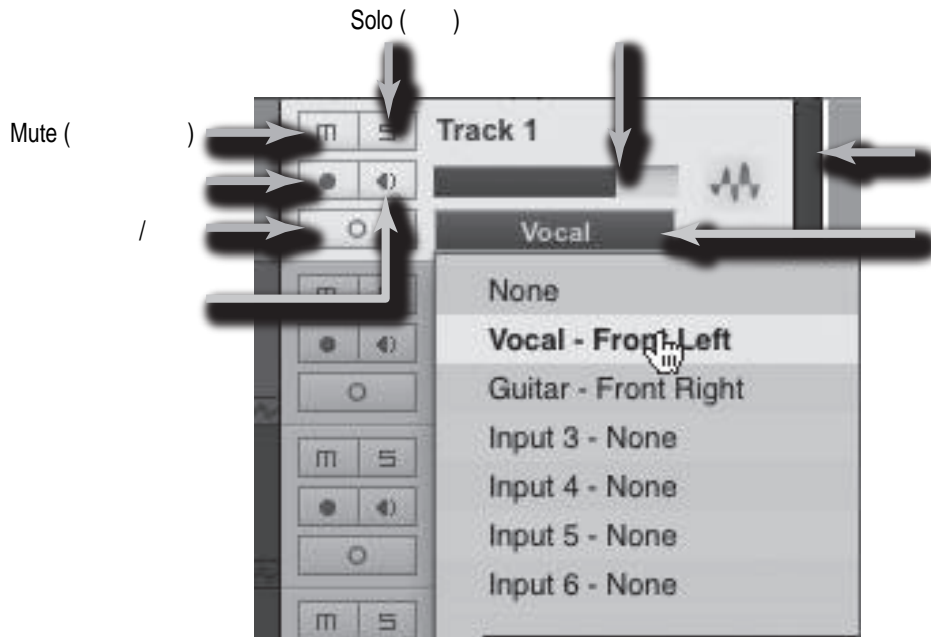 Solo (       )
Mute (                )
m S Track 1
/
Vocal
None
Vocal - Front Left
Guitar - Front Right
m S
Input 3 - None
Input 4 - None
Input 5 - None
Input 6 - None
m S